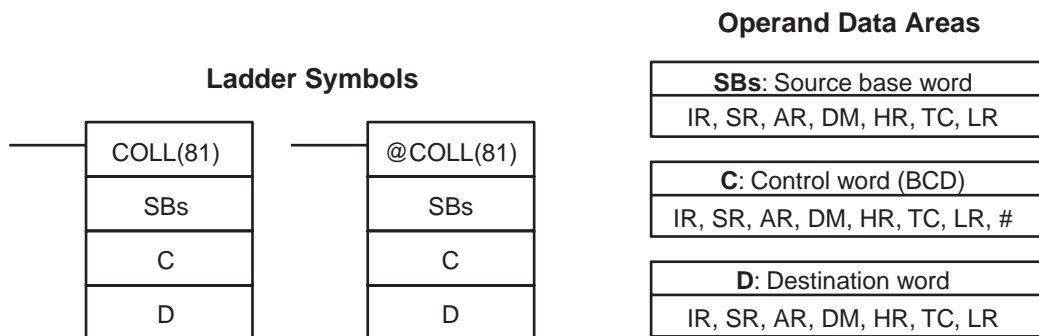 Ladder Symbols
COLL(81)
SBs
C
D
@COLL(81)
SBs
C
D
Operand Data Areas
SBs: Source base word
IR, SR, AR, DM, HR, TC, LR
C: Control word (BCD)
IR, SR, AR, DM, HR, TC, LR, #
D: Destination word
IR, SR, AR, DM, HR, TC, LR